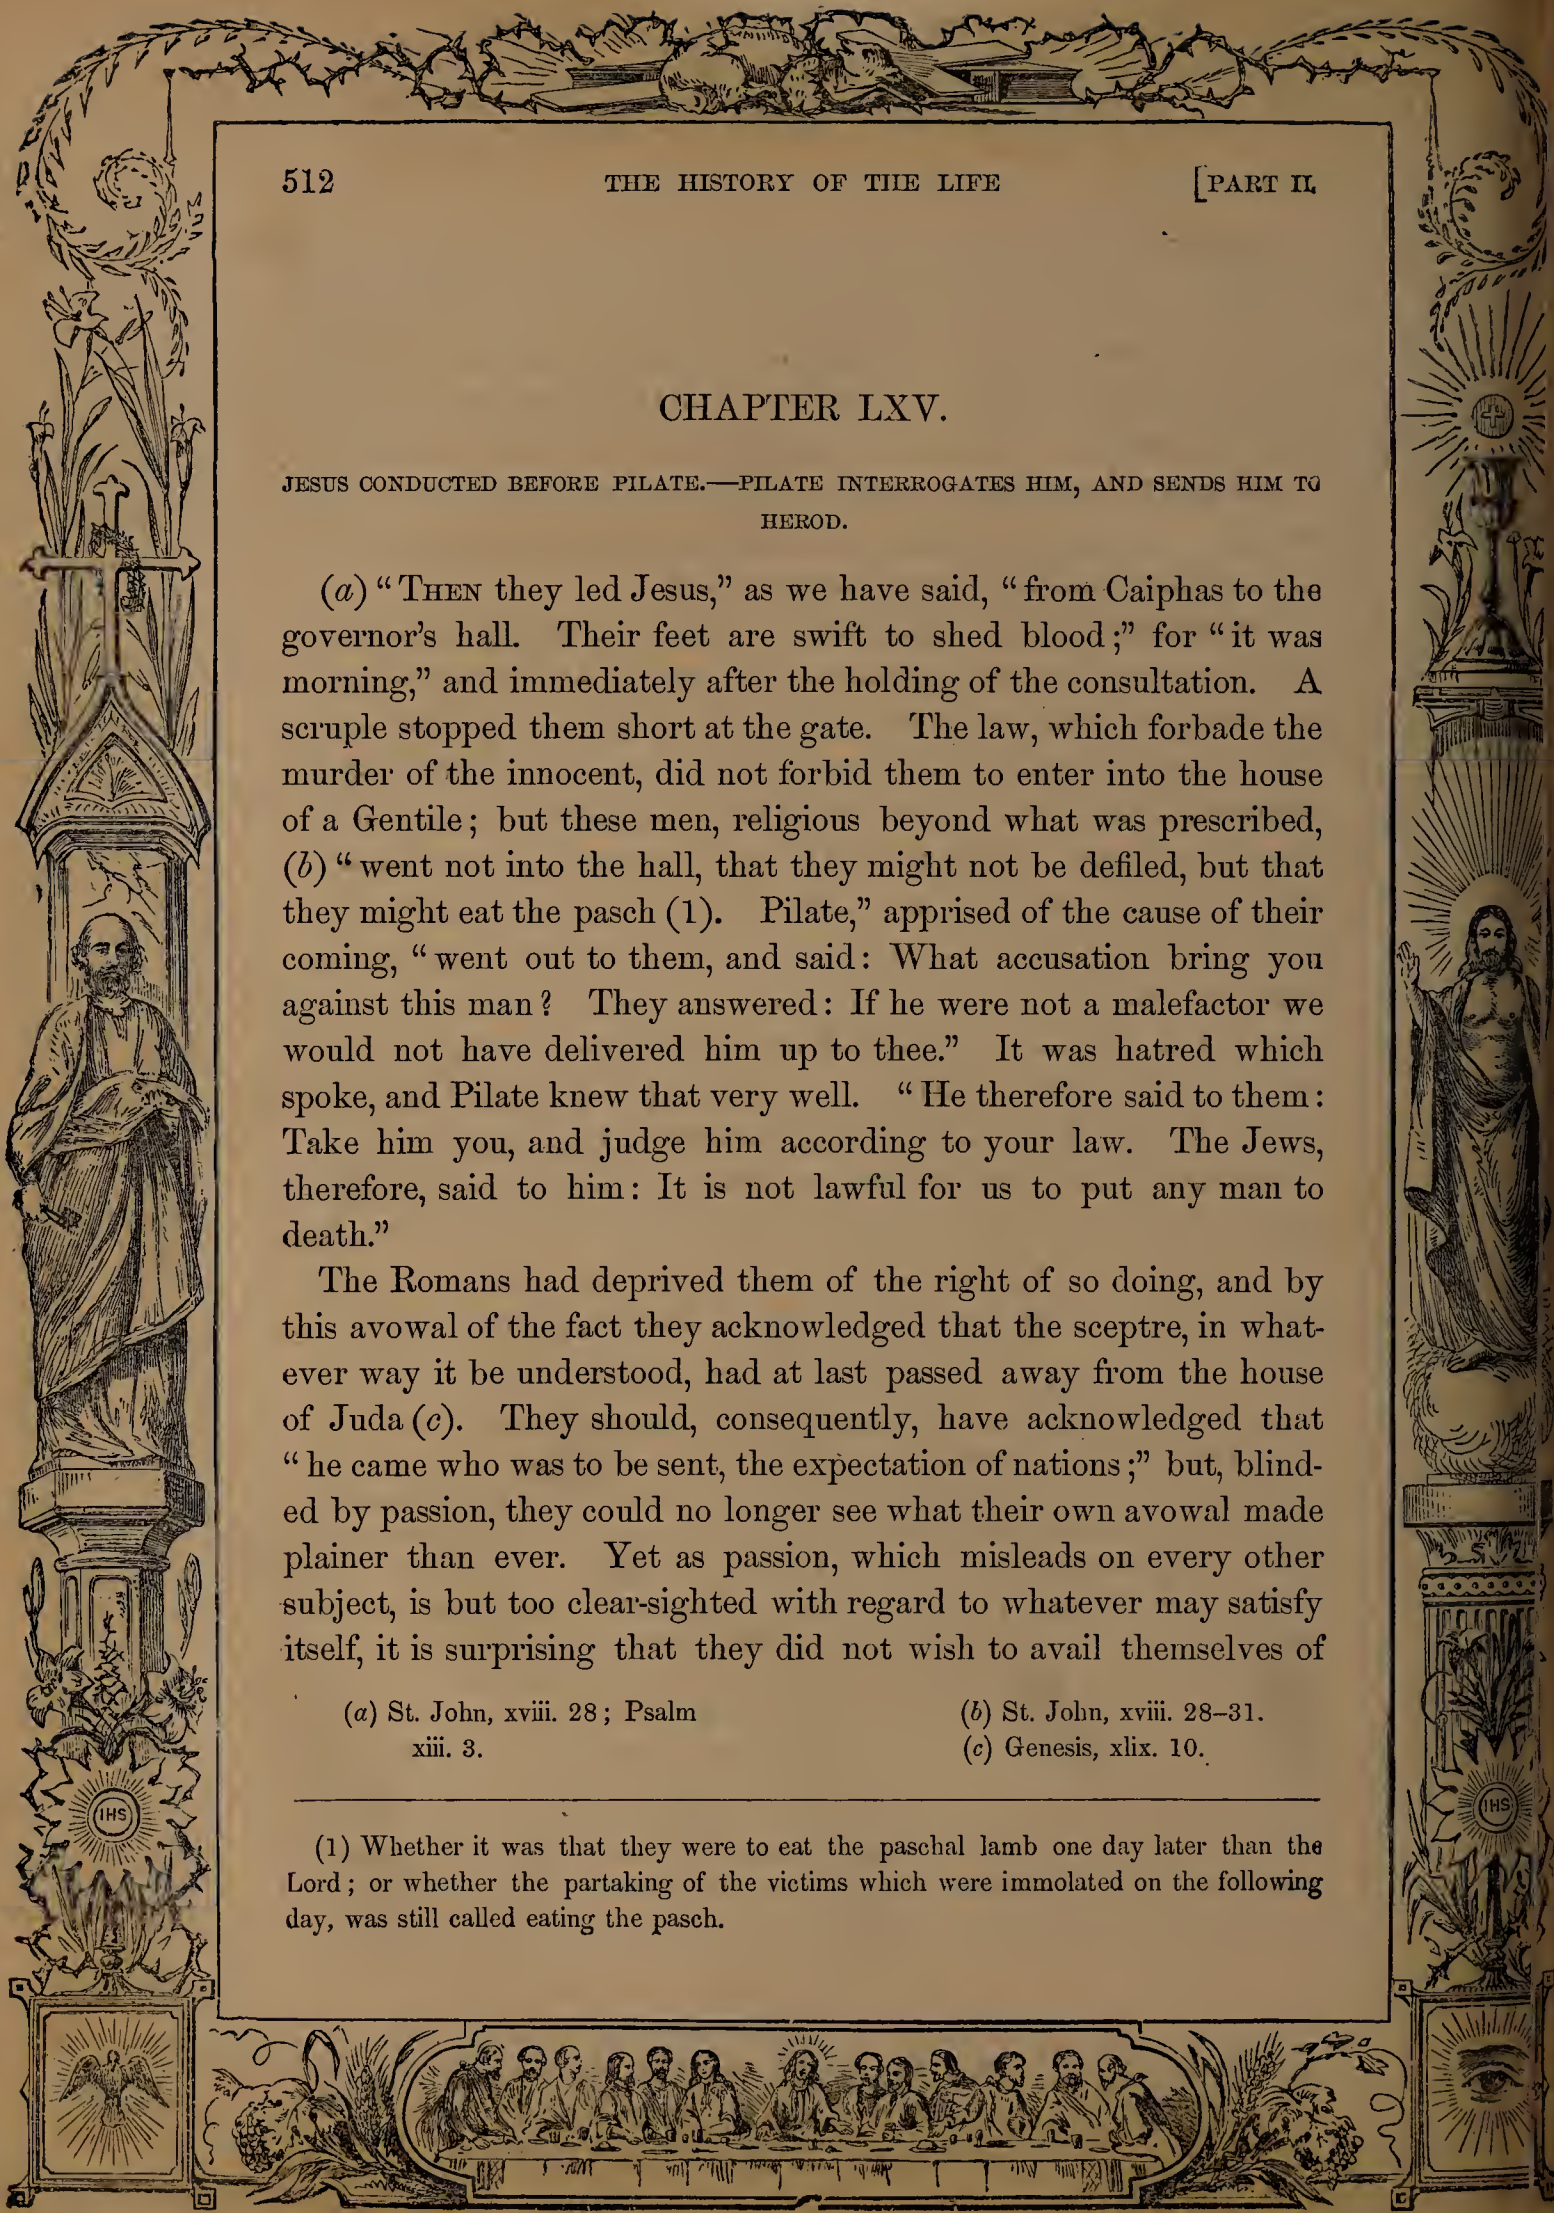 512 THE HISTORY OF THE LIFE [PART II.
CHAPTER LXV.
JESUS CONDUCTED BEFORE PILATE.—PILATE INTERROGATES HIM, AND SENDS HIM TO
HEROD.
(a) “THEN they led Jesus,” as we have said, “from Caiphas to the
governor’s hall. Their feet are swift to shed blood;” for “it was
morning,” and immediately after the holding of the consultation. A
scruple stopped them short at the gate. The law, which forbade the
murder of the innocent, did not forbid them to enter into the house
of a Gentile; but these men, religious beyond what was prescribed,
(b) “went not into the hall, that they might not be defiled, but that
they might eat the pasch (1). Pilate,” apprised of the cause of their
coming, “went out to them, and said: What accusation bring you
against this man? They answered: If he were not a malefactor we
would not have delivered him up to thee.” It was hatred which
spoke, and Pilate knew that very well. “He therefore said to them:
Take him you, and judge him according to your law. The Jews,
therefore, said to him: It is not lawful for us to put any man to
death.”
The Romans had deprived them of the right of so doing, and by
this avowal of the fact they acknowledged that the sceptre, in what-
ever way it be understood, had at last passed away from the house
of Juda (c). They should, consequently, have acknowledged that
“he came who was to be sent, the expectation of nations;” but, blind-
ed by passion, they could no longer see what their own avowal made
plainer than ever. Yet as passion, which misleads on every other
subject, is but too clear-sighted with regard to whatever may satisfy
itself, it is surprising that they did not wish to avail themselves of
(a) St. John, xviii. 28; Psalm
xiii. 3.
(b) St. John, xviii. 28–31.
(c) Genesis, xlix. 10.
(1) Whether it was that they were to eat the paschal lamb one day later than the
Lord; or whether the partaking of the victims which were immolated on the following
day, was still called eating the pasch.
IHS
IHS